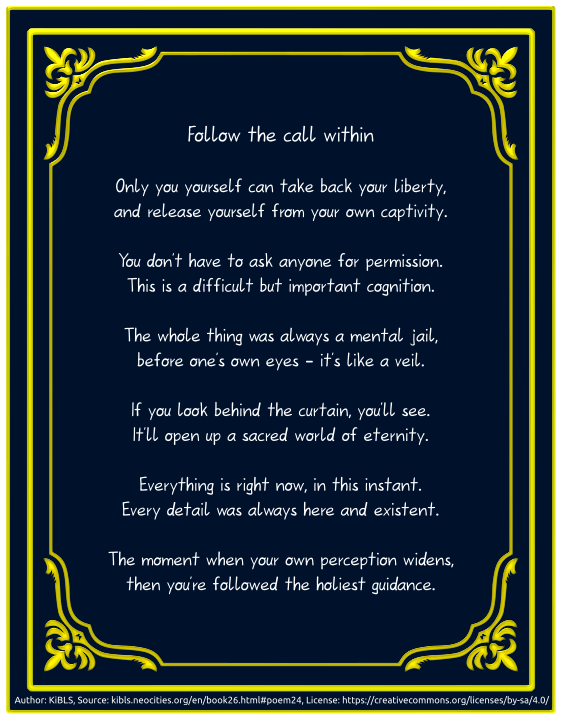 Follow the call within
Only you yourself can take back your liberty,
and release yourself from your own captivity.
You don't have to ask anyone for permission.
This is a difficult but important cognition.
The whole thing was always a mental jail,
before one's own eyes – it's like a veil.
If you look behind the curtain, you'll see.
It'll open up a sacred world of eternity.
Everything is right now, in this instant.
Every detail was always here and existent.
The moment when your own perception widens,
then you're followed the holiest guidance.
Author: KiBLS, Source: kibls.neocities.org/en/book26.html#poem24, License: https://creativecommons.org/licenses/by-sa/4.0/